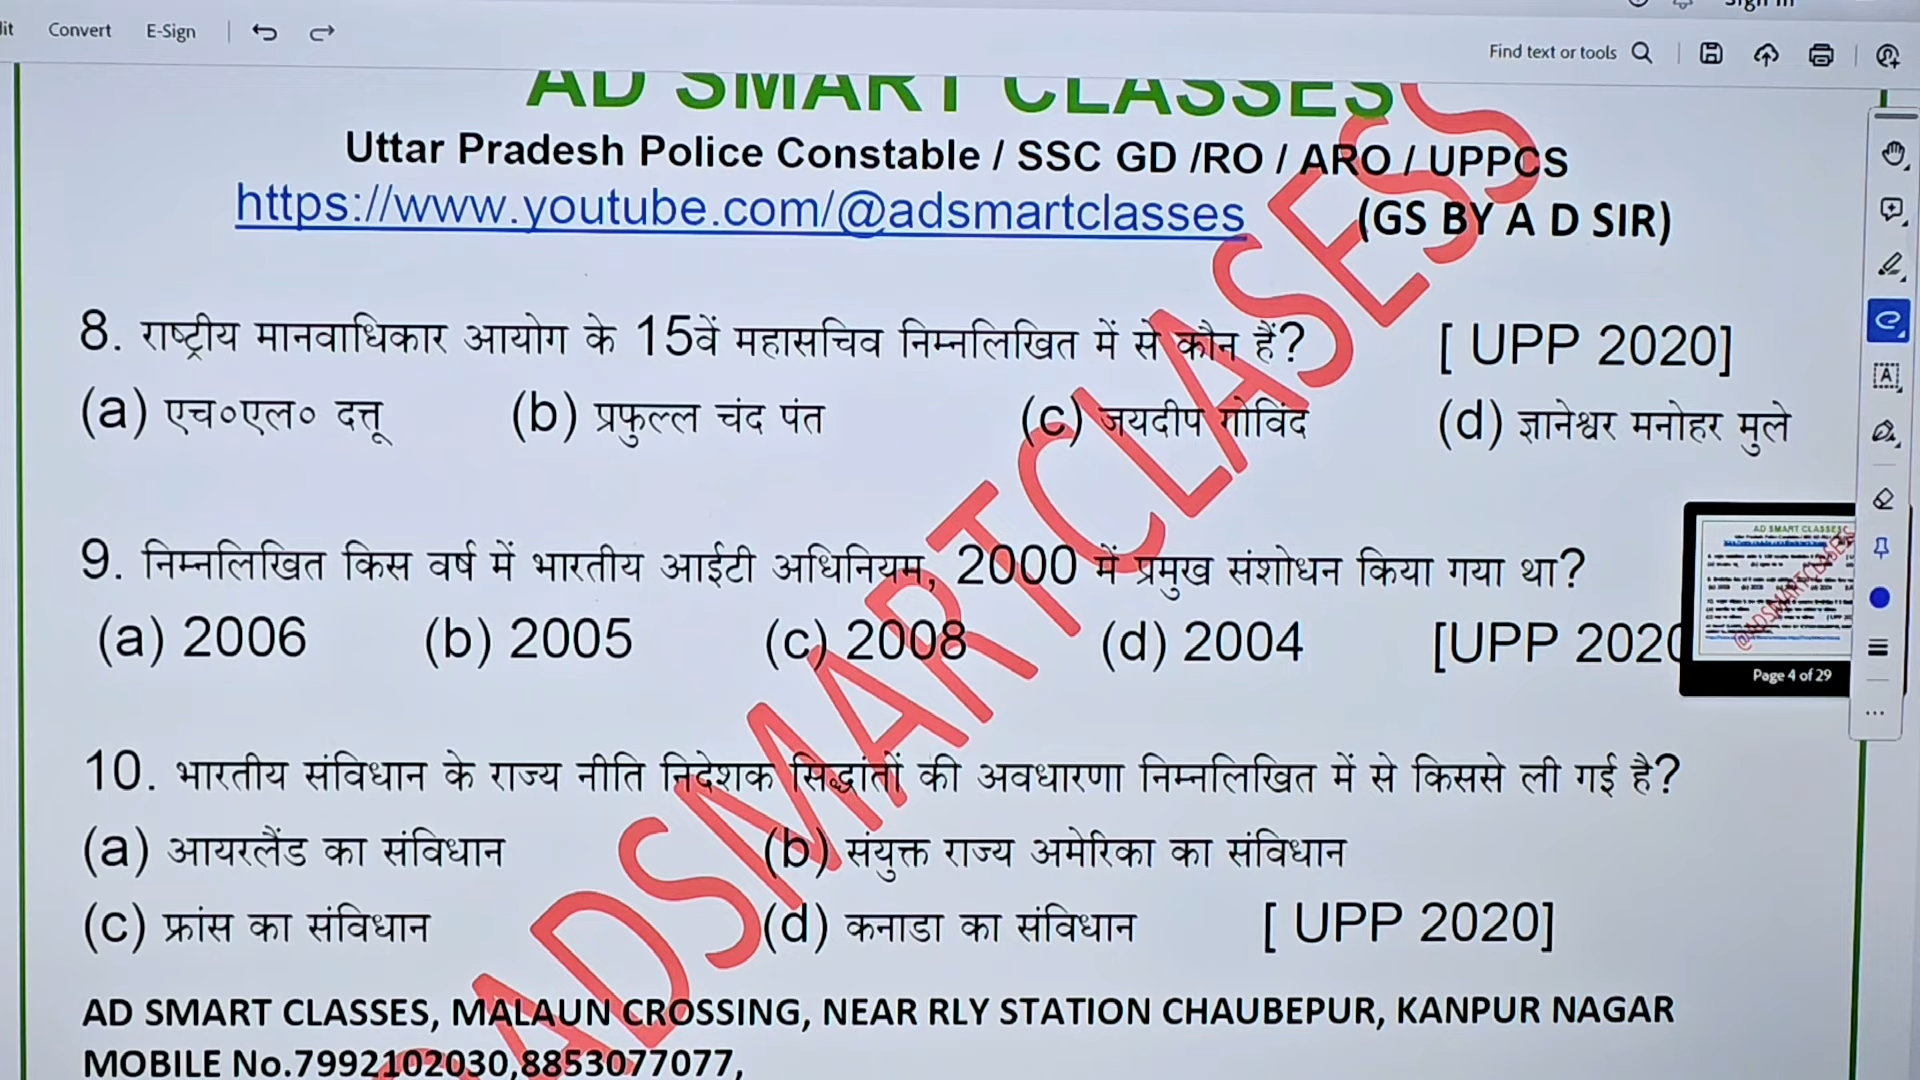 Convert E-Sign
Find text or tools
AD SMART CLASSES
Uttar Pradesh Police Constable / SSC GD /RO / ARO / UPPCS
https://www.youtube.com/@adsmartclasses (GS BY A D SIR)
8. राष्ट्रीय मानवाधिकार आयोग के 15वें महासचिव निम्नलिखित में से कौन हैं? [ UPP 2020]
(a) एच०एल० दत्तू (b) प्रफुल्ल चंद पंत (c) जयदीप गोविंद (d) ज्ञानेश्वर मनोहर मुले
9. निम्नलिखित किस वर्ष में भारतीय आईटी अधिनियम, 2000 में प्रमुख संशोधन किया गया था?
(a) 2006 (b) 2005 (c) 2008 (d) 2004 [UPP 2020
Page 4 of 29
10. भारतीय संविधान के राज्य नीति निदेशक सिद्धांतों की अवधारणा निम्नलिखित में से किससे ली गई है?
(a) आयरलैंड का संविधान (b) संयुक्त राज्य अमेरिका का संविधान
(c) फ्रांस का संविधान (d) कनाडा का संविधान [ UPP 2020]
AD SMART CLASSES, MALAUN CROSSING, NEAR RLY STATION CHAUBEPUR, KANPUR NAGAR
MOBILE No.7992102030,8853077077,
@ADSMARTCLASSES